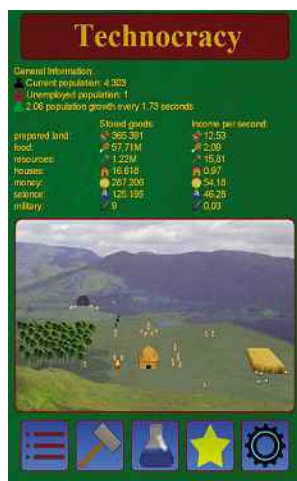 Technocracy
General Information:
Current population: 4.303
Unemployed population: 1
2.06 population growth every 1.73 seconds
Stored goods: Income per second:
prepared land: 365.391 12,53
food: 57,71M 2,09
resources: 1,22M 15,81
houses: 16.618 0,97
money: 287.206 54,18
science: 125.195 46,28
military: 9 0,03